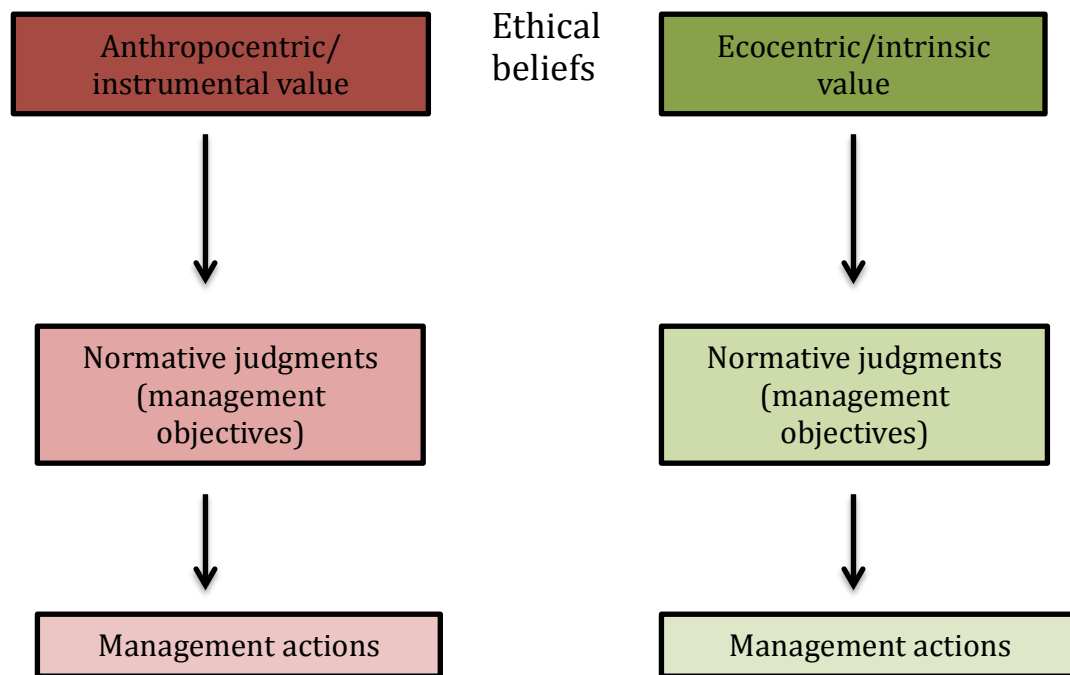 Anthropocentric/
instrumental value
Ethical
beliefs
Ecocentric/intrinsic
value
Normative judgments
(management
objectives)
Normative judgments
(management
objectives)
Management actions
Management actions